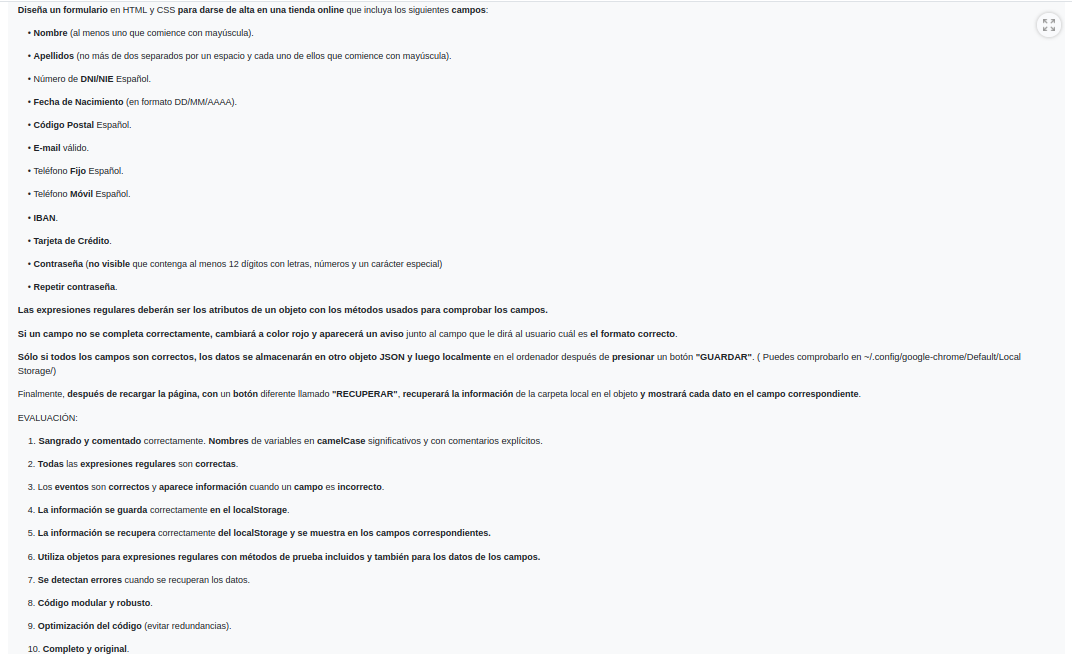 Diseña un formulario en HTML y CSS para darse de alta en una tienda online que incluya los siguientes campos:
• Nombre (al menos uno que comience con mayúscula).
• Apellidos (no más de dos separados por un espacio y cada uno de ellos que comience con mayúscula).
• Número de DNI/NIE Español.
• Fecha de Nacimiento (en formato DD/MM/AAAA).
• Código Postal Español.
• E-mail válido.
• Teléfono Fijo Español.
• Teléfono Móvil Español.
• IBAN.
• Tarjeta de Crédito.
• Contraseña (no visible que contenga al menos 12 dígitos con letras, números y un carácter especial)
• Repetir contraseña.
Las expresiones regulares deberán ser los atributos de un objeto con los métodos usados para comprobar los campos.
Si un campo no se completa correctamente, cambiará a color rojo y aparecerá un aviso junto al campo que le dirá al usuario cuál es el formato correcto.
Sólo si todos los campos son correctos, los datos se almacenarán en otro objeto JSON y luego localmente en el ordenador después de presionar un botón "GUARDAR". ( Puedes comprobarlo en ~/.config/google-chrome/Default/Local
Storage/)
Finalmente, después de recargar la página, con un botón diferente llamado "RECUPERAR", recuperará la información de la carpeta local en el objeto y mostrará cada dato en el campo correspondiente.
EVALUACIÓN:
1. Sangrado y comentado correctamente. Nombres de variables en camelCase significativos y con comentarios explícitos.
2. Todas las expresiones regulares son correctas.
3. Los eventos son correctos y aparece información cuando un campo es incorrecto.
4. La información se guarda correctamente en el localStorage.
5. La información se recupera correctamente del localStorage y se muestra en los campos correspondientes.
6. Utiliza objetos para expresiones regulares con métodos de prueba incluidos y también para los datos de los campos.
7. Se detectan errores cuando se recuperan los datos.
8. Código modular y robusto.
9. Optimización del código (evitar redundancias).
10. Completo y original.